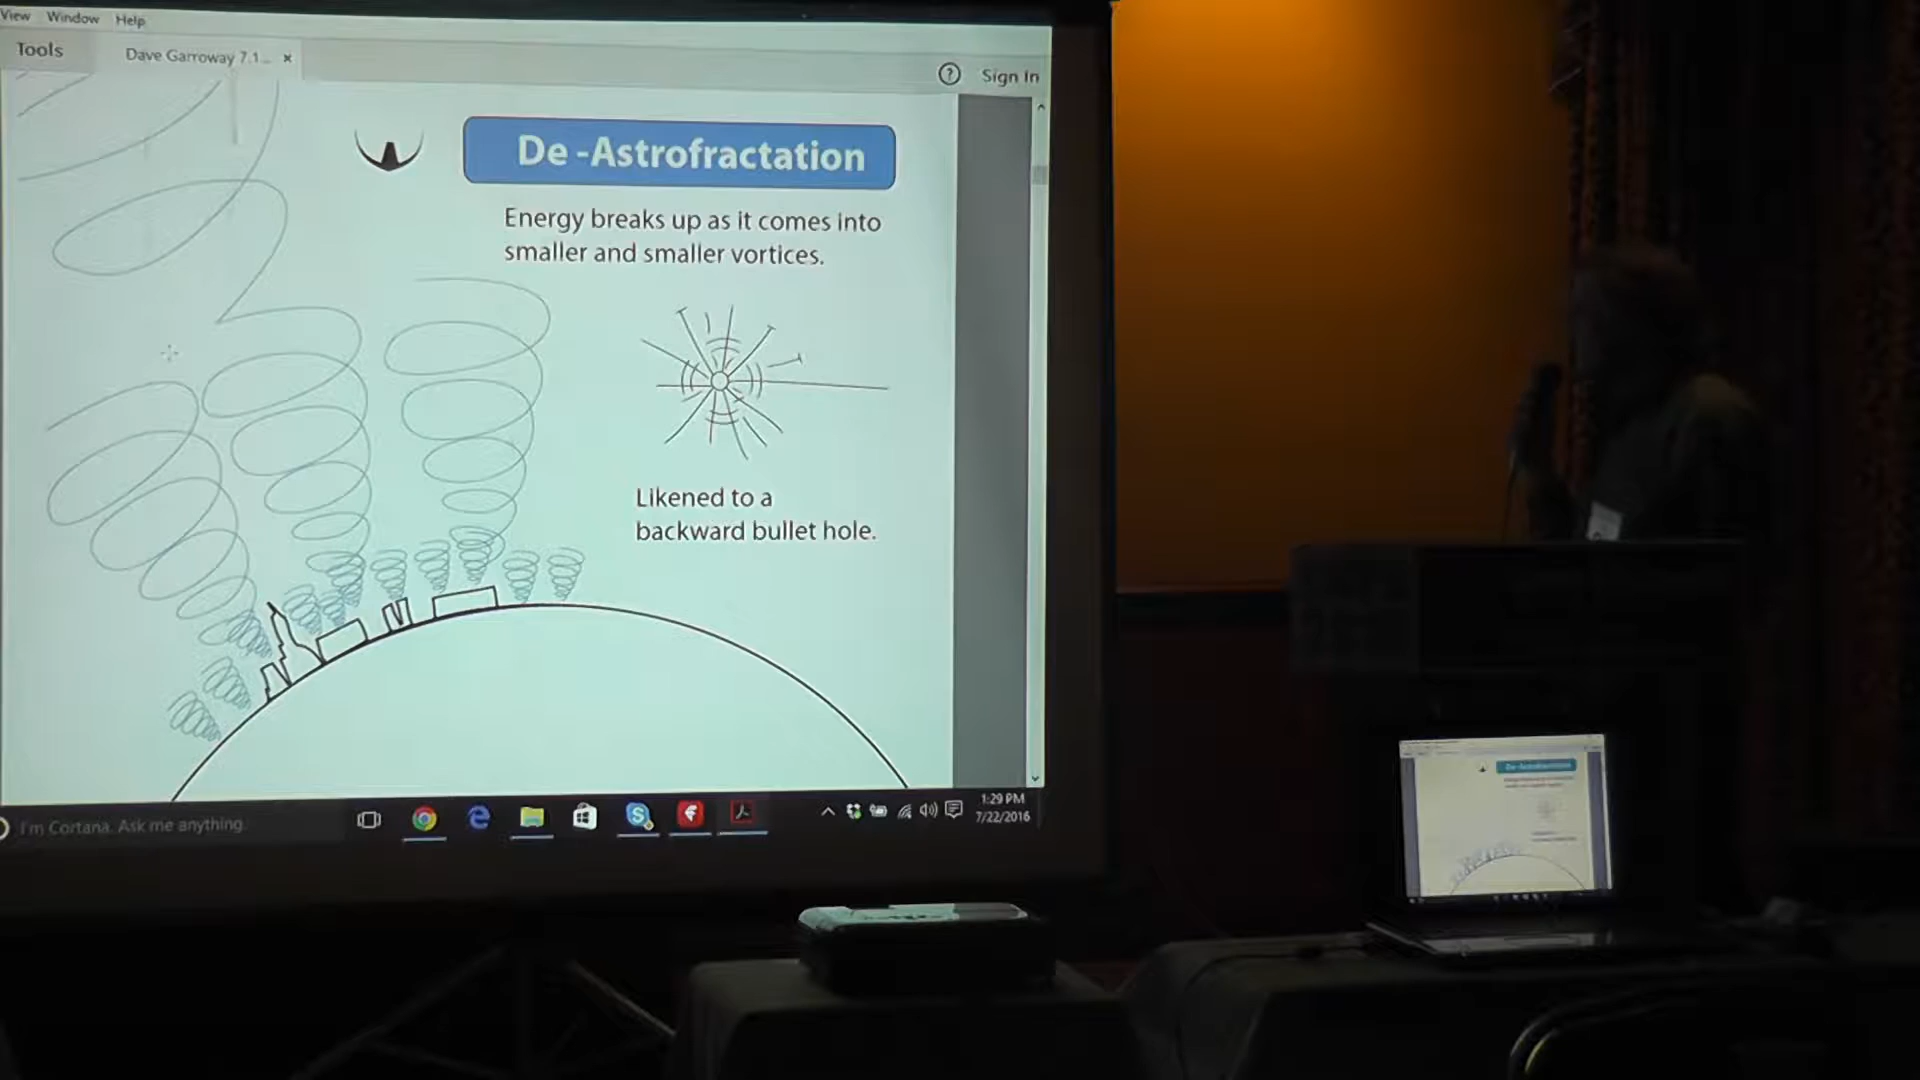 View Window Help
Tools
Dave Garroway 7.1... ×
? Sign In
De -Astrofractation
Energy breaks up as it comes into
smaller and smaller vortices.
Likened to a
backward bullet hole.
I'm Cortana. Ask me anything.
1:29 PM
7/22/2016
De-Astrofractation